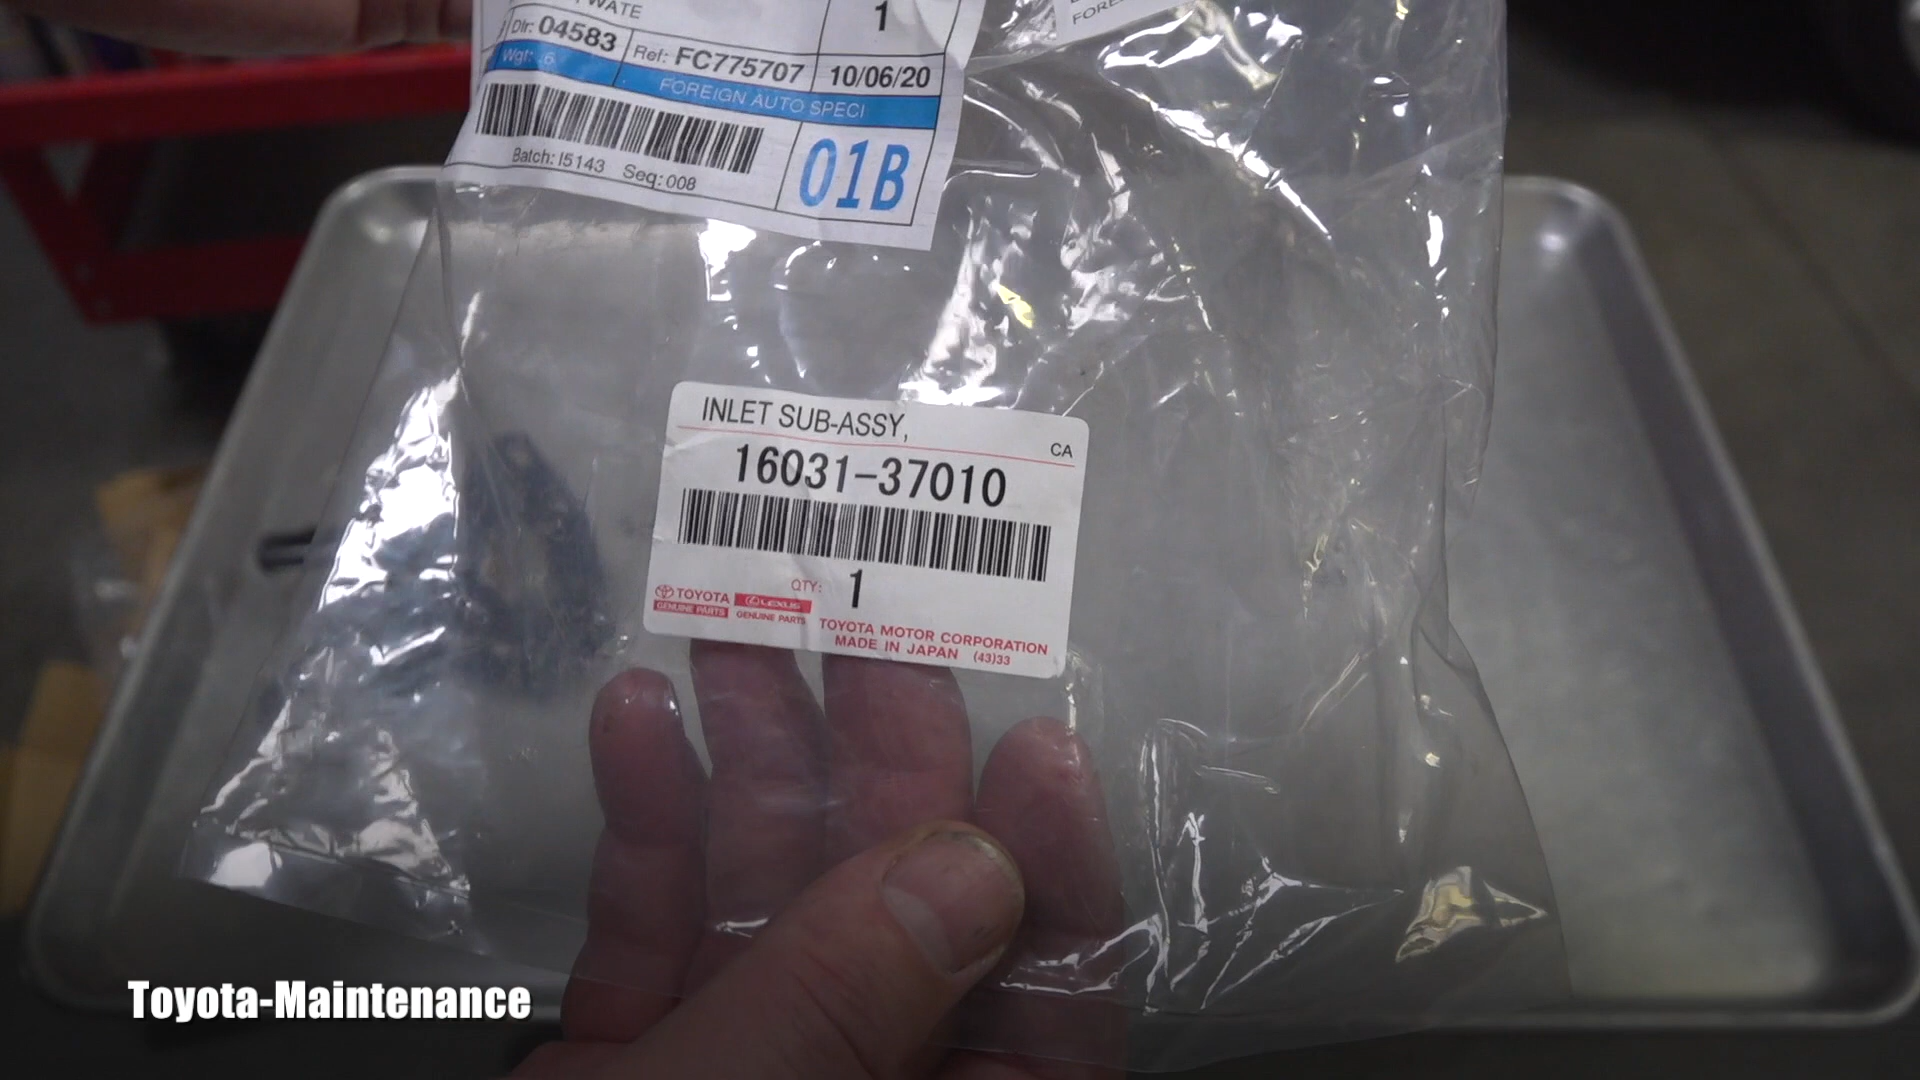 , WATE
1
Dlr: 04583
Ref: FC775707
10/06/20
Wgt: .6
FOREIGN AUTO SPECI
Batch: I5143 Seq: 008
01B
FORE
INLET SUB-ASSY,
CA
16031-37010
QTY: 1
TOYOTA LEXUS
GENUINE PARTS GENUINE PARTS
TOYOTA MOTOR CORPORATION
MADE IN JAPAN (43)33
Toyota-Maintenance